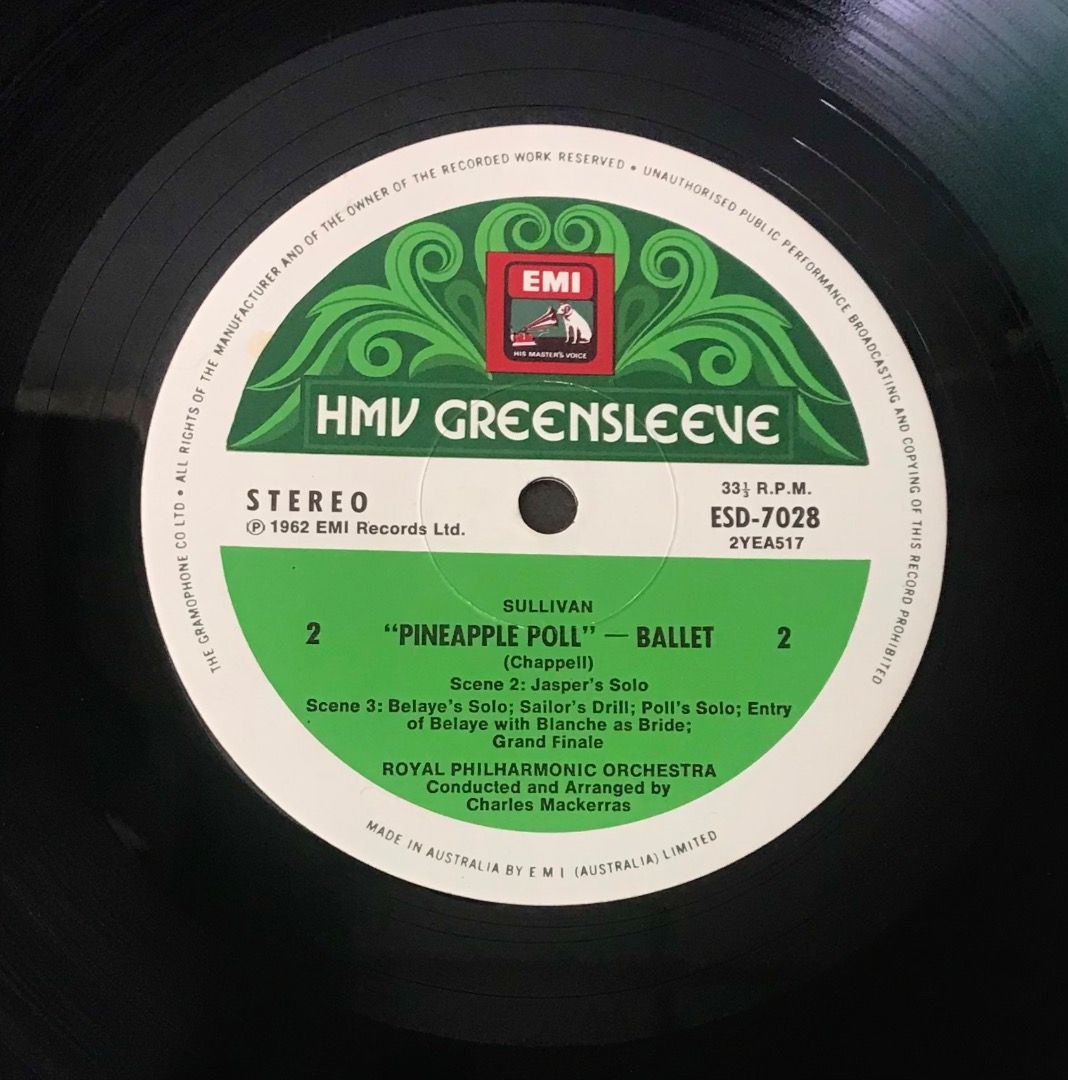 THE GRAMOPHONE CO LTD • ALL RIGHTS OF THE MANUFACTURER AND OF THE OWNER OF THE RECORDED WORK RESERVED • UNAUTHORISED PUBLIC PERFORMANCE BROADCASTING AND COPYING OF THIS RECORD PROHIBITED
EMI
HIS MASTER'S VOICE
HMV GREENSLEEVE
STEREO
℗ 1962 EMI Records Ltd.
33⅓ R.P.M.
ESD-7028
2YEA517
SULLIVAN
2 “PINEAPPLE POLL” — BALLET 2
(Chappell)
Scene 2: Jasper's Solo
Scene 3: Belaye's Solo; Sailor's Drill; Poll's Solo; Entry
of Belaye with Blanche as Bride;
Grand Finale
ROYAL PHILHARMONIC ORCHESTRA
Conducted and Arranged by
Charles Mackerras
MADE IN AUSTRALIA BY E M I (AUSTRALIA) LIMITED